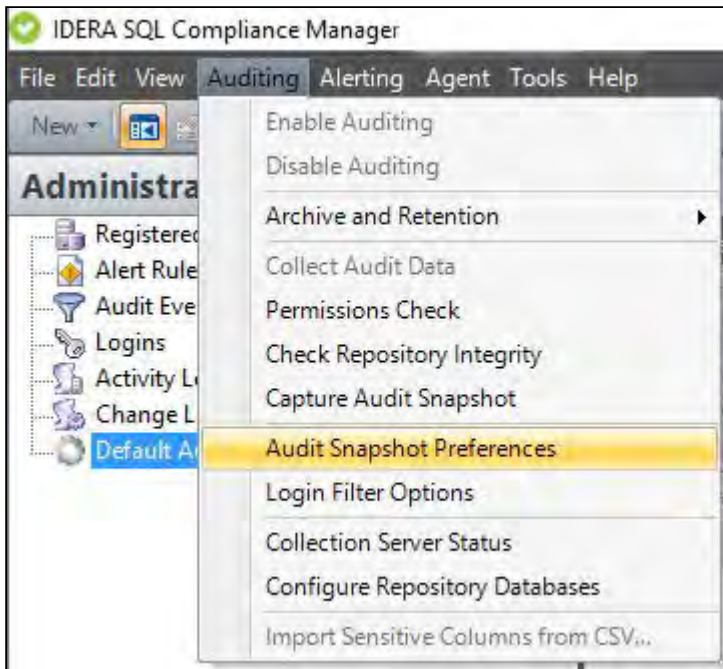 IDERA SQL Compliance Manager
File Edit View Auditing Alerting Agent Tools Help
New
Enable Auditing
Disable Auditing
Archive and Retention
Collect Audit Data
Permissions Check
Check Repository Integrity
Capture Audit Snapshot
Audit Snapshot Preferences
Login Filter Options
Collection Server Status
Configure Repository Databases
Import Sensitive Columns from CSV...
Administra
Registered
Alert Rule
Audit Eve
Logins
Activity L
Change L
Default A